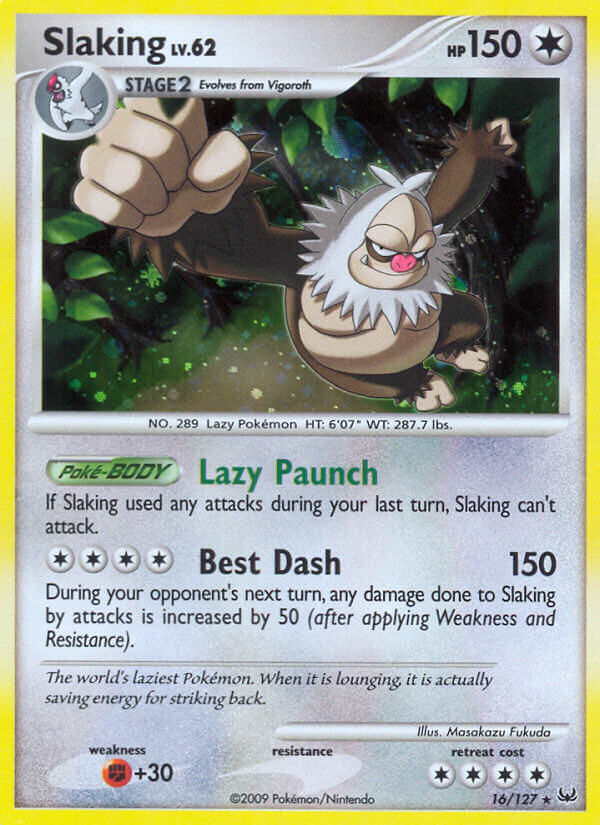 Slaking LV.62
HP 150
STAGE2 Evolves from Vigoroth
NO. 289 Lazy Pokémon HT: 6'07" WT: 287.7 lbs.
Poké-BODY Lazy Paunch
If Slaking used any attacks during your last turn, Slaking can't
attack.
Best Dash 150
During your opponent's next turn, any damage done to Slaking
by attacks is increased by 50 (after applying Weakness and
Resistance).
The world's laziest Pokémon. When it is lounging, it is actually
saving energy for striking back.
Illus. Masakazu Fukuda
weakness resistance retreat cost
+30
©2009 Pokémon/Nintendo 16/127